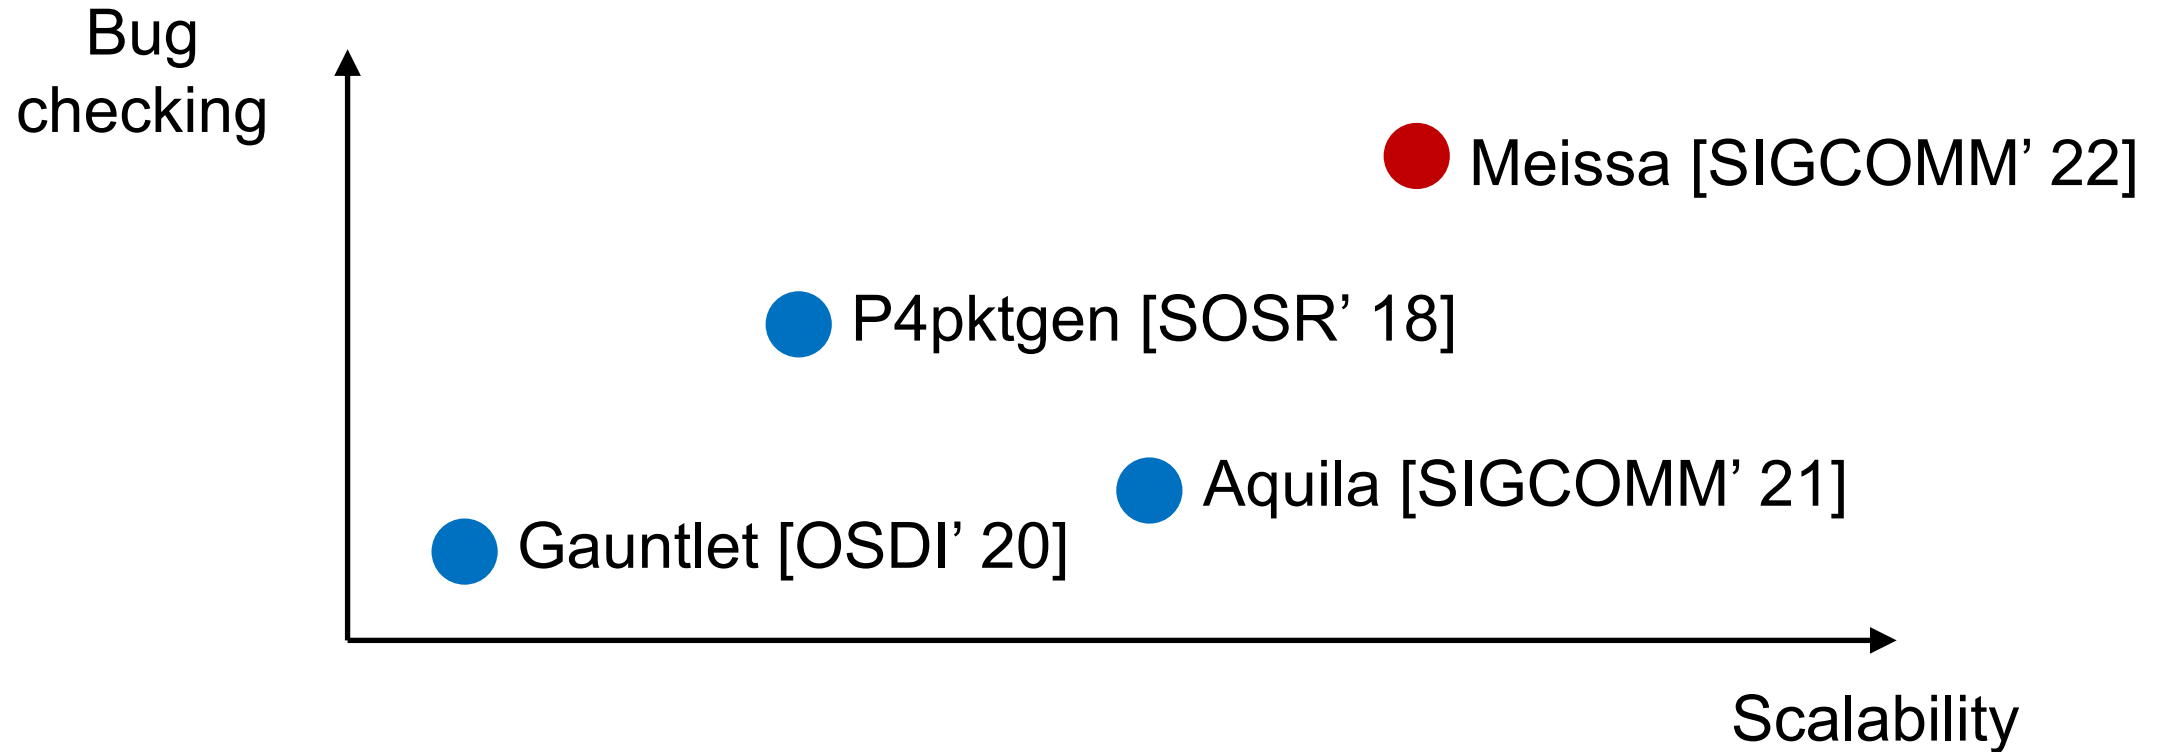 Bug
checking
Meissa [SIGCOMM’ 22]
P4pktgen [SOSR’ 18]
Aquila [SIGCOMM’ 21]
Gauntlet [OSDI’ 20]
Scalability